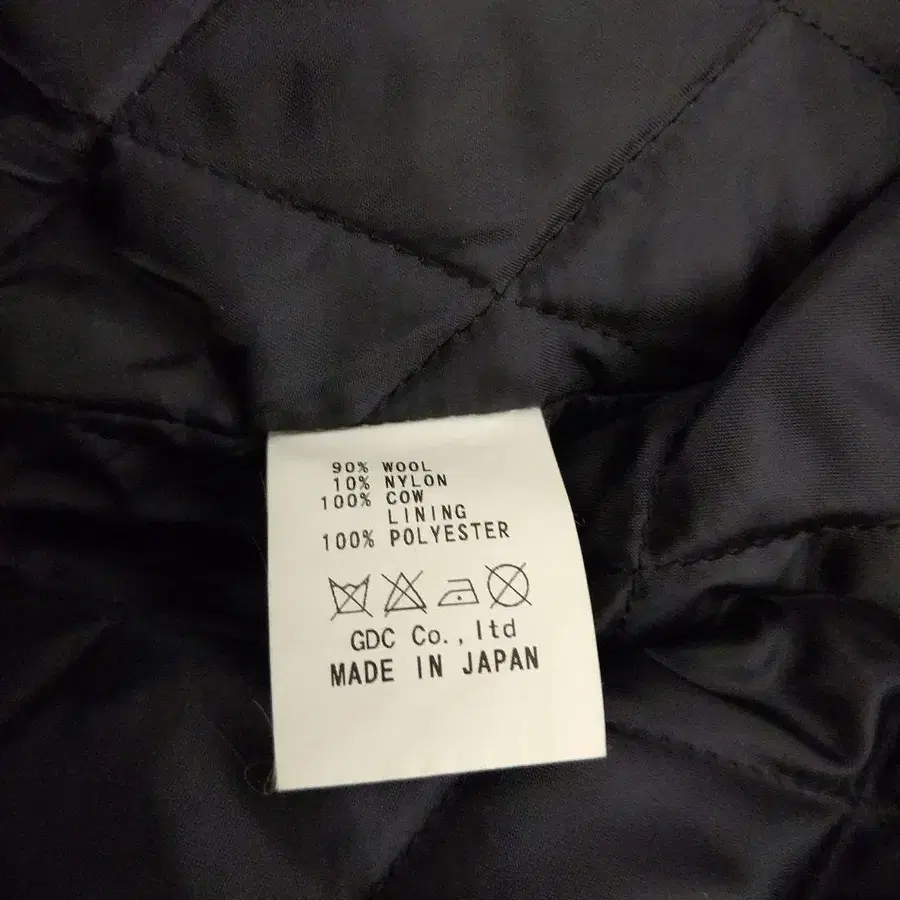 90% WOOL
10% NYLON
100% COW
LINING
100% POLYESTER
GDC Co.,ltd
MADE IN JAPAN